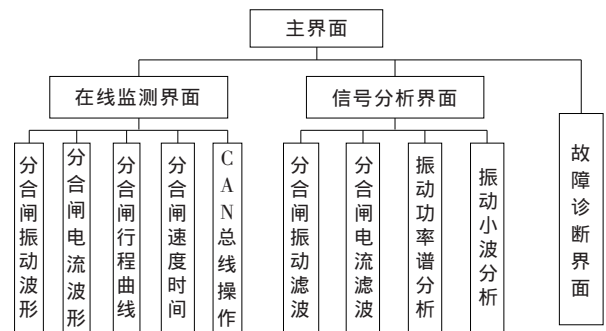 主界面
在线监测界面
信号分析界面
故障诊断界面
分合闸振动波形
分合闸电流波形
分合闸行程曲线
分合闸速度时间
CAN总线操作
分合闸振动滤波
分合闸电流滤波
振动功率谱分析
振动小波分析